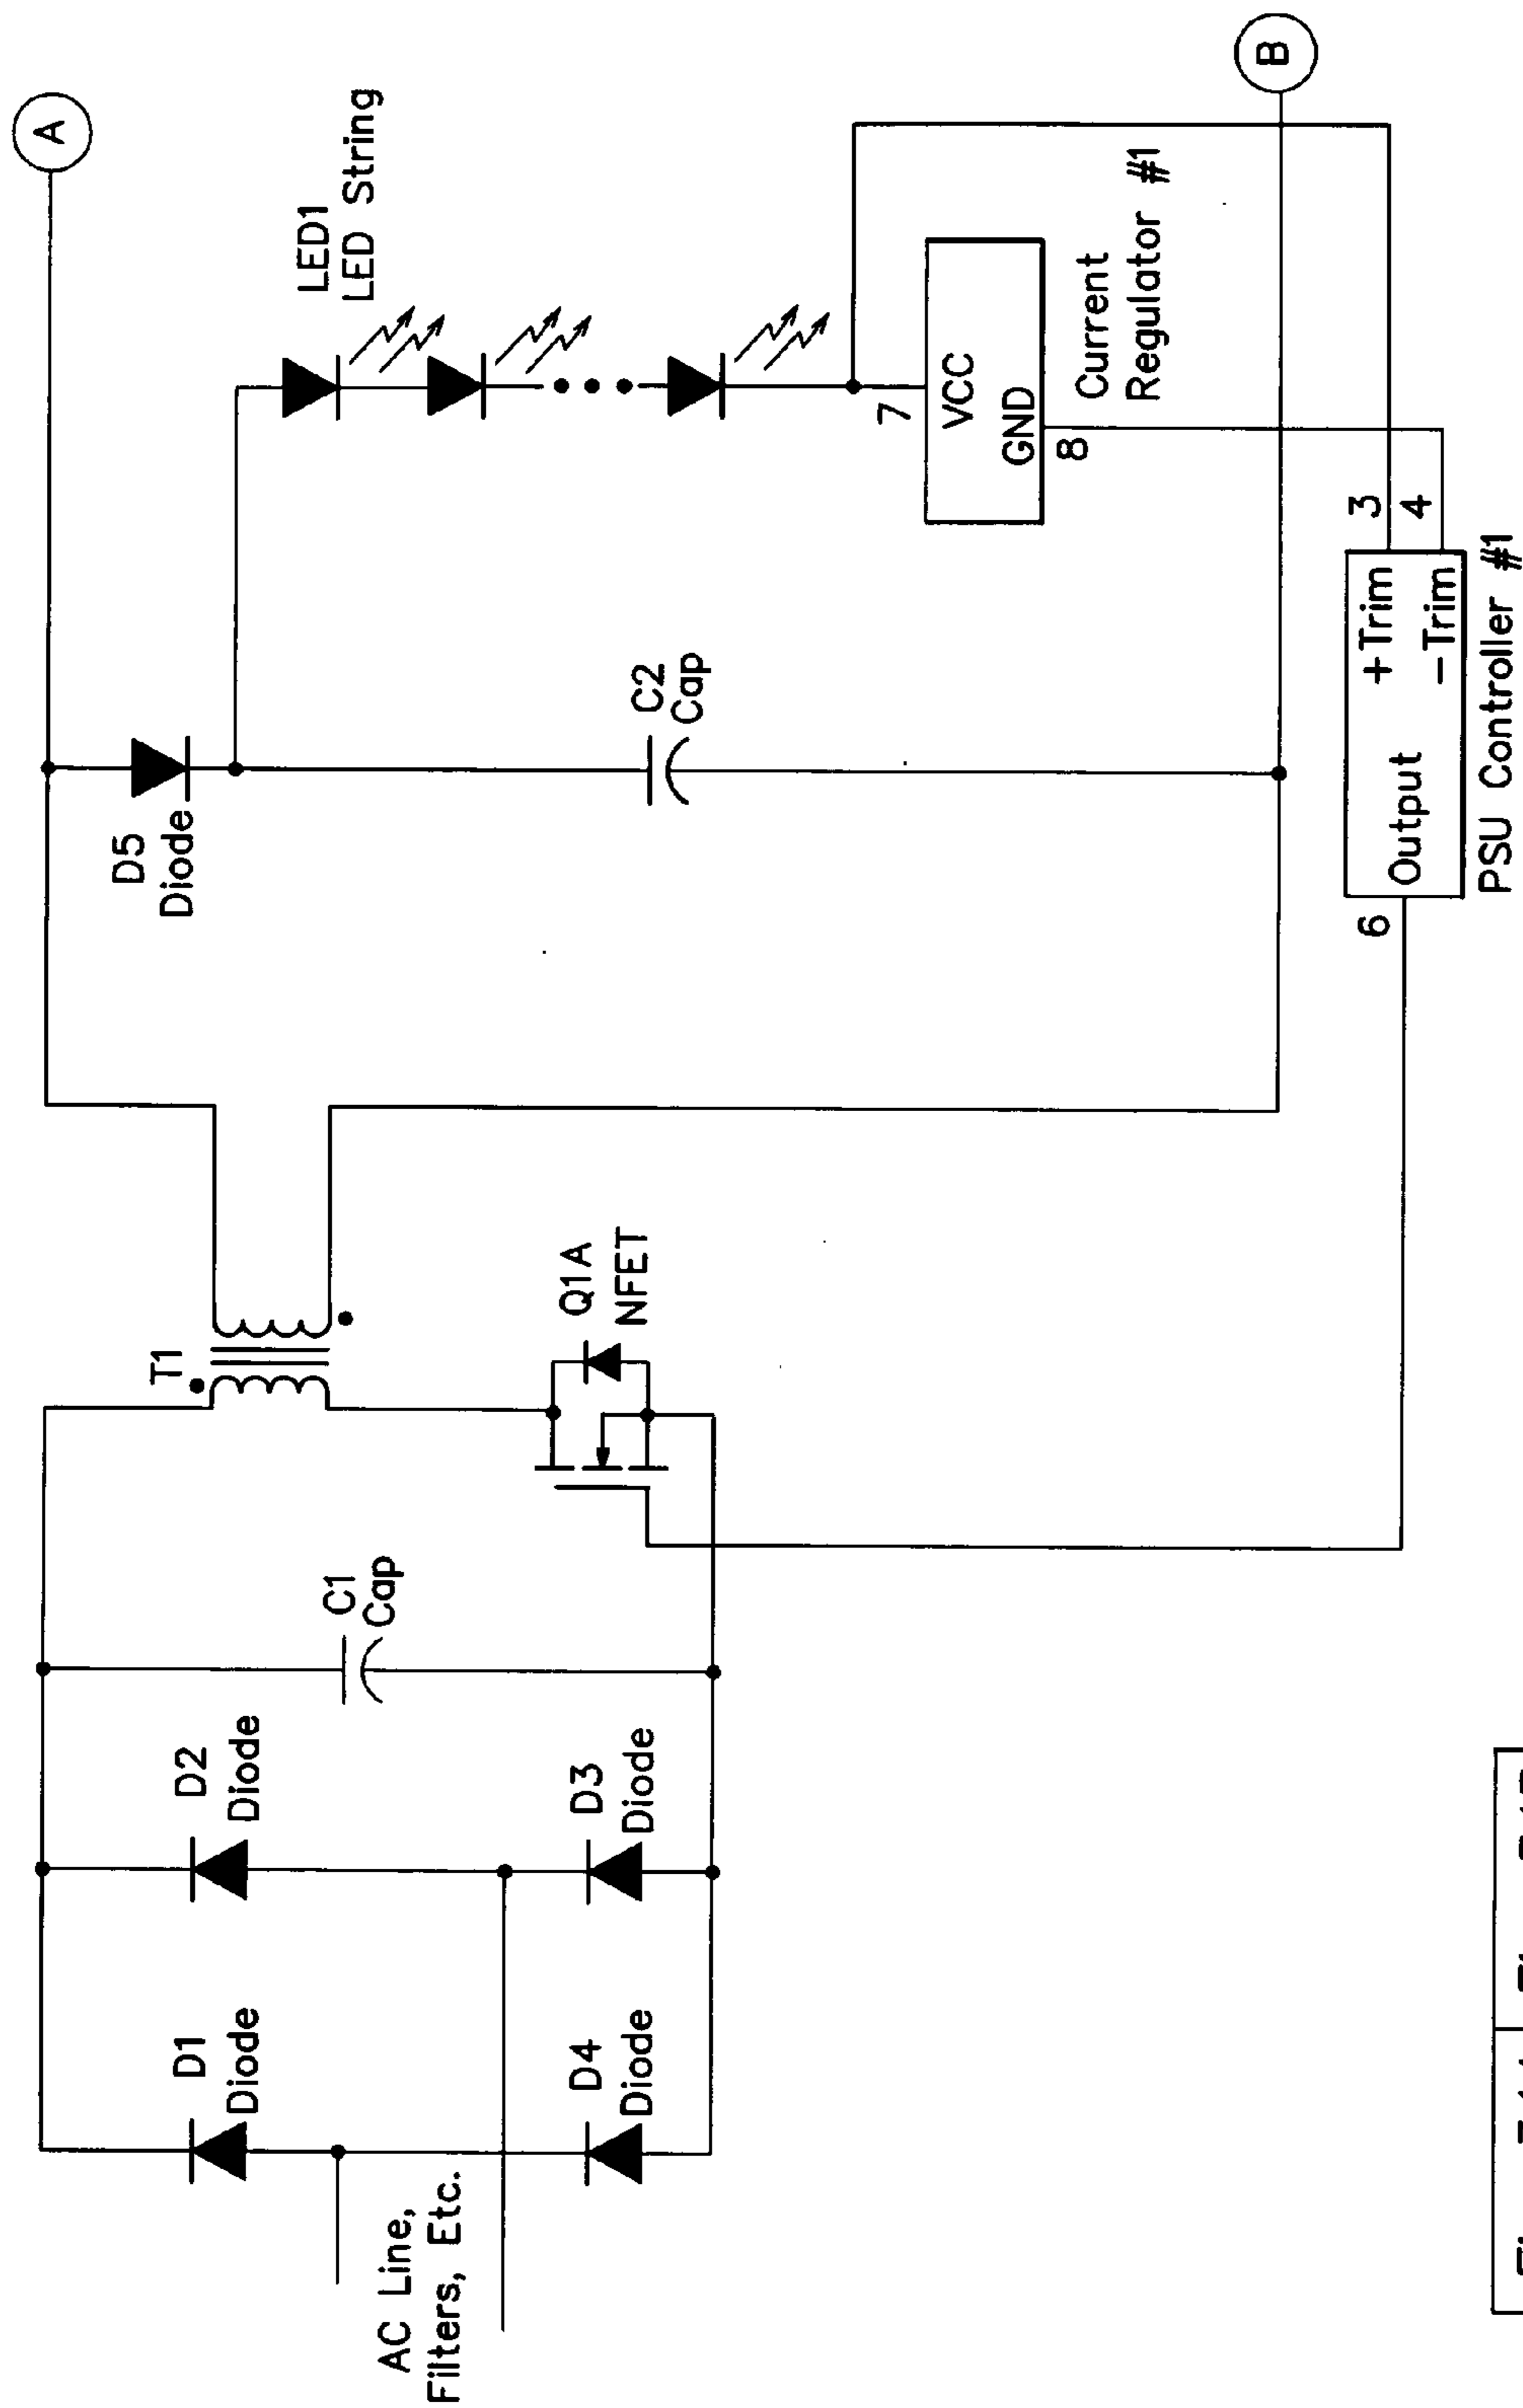 AC Line,
Filters, Etc.
D1
Diode
D4
Diode
D2
Diode
D3
Diode
C1
Cap
T1
Q1A
NFET
D5
Diode
C2
Cap
LED1
LED String
7
VCC
GND
8
Current
Regulator #1
6
Output
+Trim
-Trim
3
4
PSU Controller #1
A
B